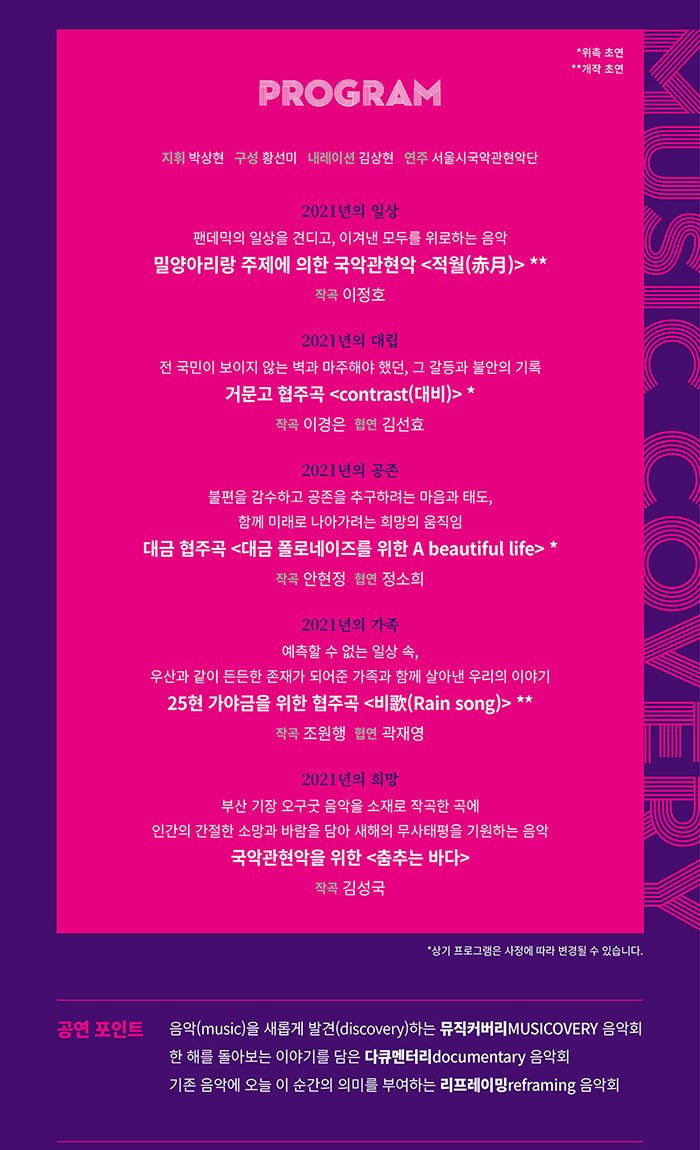 *위촉 초연
**개작 초연
PROGRAM
지휘 박상현 구성 황선미 내레이션 김상현 연주 서울시국악관현악단
2021년의 일상
팬데믹의 일상을 견디고, 이겨낸 모두를 위로하는 음악
밀양아리랑 주제에 의한 국악관현악 <적월(赤月)> **
작곡 이정호
2021년의 대립
전 국민이 보이지 않는 벽과 마주해야 했던, 그 갈등과 불안의 기록
거문고 협주곡 <contrast(대비)> *
작곡 이경은 협연 김선효
2021년의 공존
불편을 감수하고 공존을 추구하려는 마음과 태도,
함께 미래로 나아가려는 희망의 움직임
대금 협주곡 <대금 폴로네이즈를 위한 A beautiful life> *
작곡 안현정 협연 정소희
2021년의 가족
예측할 수 없는 일상 속,
우산과 같이 든든한 존재가 되어준 가족과 함께 살아낸 우리의 이야기
25현 가야금을 위한 협주곡 <비歌(Rain song)> **
작곡 조원행 협연 곽재영
2021년의 희망
부산 기장 오구굿 음악을 소재로 작곡한 곡에
인간의 간절한 소망과 바람을 담아 새해의 무사태평을 기원하는 음악
국악관현악을 위한 <춤추는 바다>
작곡 김성국
MUSICCOVERY
*상기 프로그램은 사정에 따라 변경될 수 있습니다.
공연 포인트
음악(music)을 새롭게 발견(discovery)하는 뮤직커버리MUSICOVERY 음악회
한 해를 돌아보는 이야기를 담은 다큐멘터리documentary 음악회
기존 음악에 오늘 이 순간의 의미를 부여하는 리프레이밍reframing 음악회